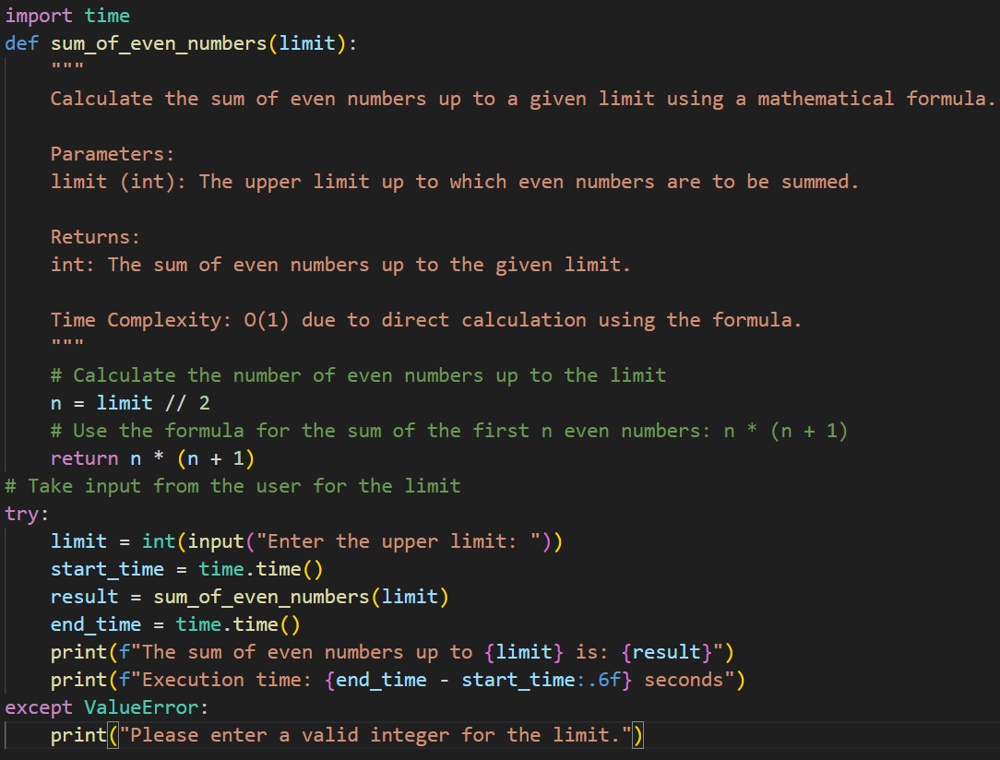 import time
def sum_of_even_numbers(limit):
    """
    Calculate the sum of even numbers up to a given limit using a mathematical formula.

    Parameters:
    limit (int): The upper limit up to which even numbers are to be summed.

    Returns:
    int: The sum of even numbers up to the given limit.

    Time Complexity: O(1) due to direct calculation using the formula.
    """
    # Calculate the number of even numbers up to the limit
    n = limit // 2
    # Use the formula for the sum of the first n even numbers: n * (n + 1)
    return n * (n + 1)
# Take input from the user for the limit
try:
    limit = int(input("Enter the upper limit: "))
    start_time = time.time()
    result = sum_of_even_numbers(limit)
    end_time = time.time()
    print(f"The sum of even numbers up to {limit} is: {result}")
    print(f"Execution time: {end_time - start_time:.6f} seconds")
except ValueError:
    print("Please enter a valid integer for the limit.")